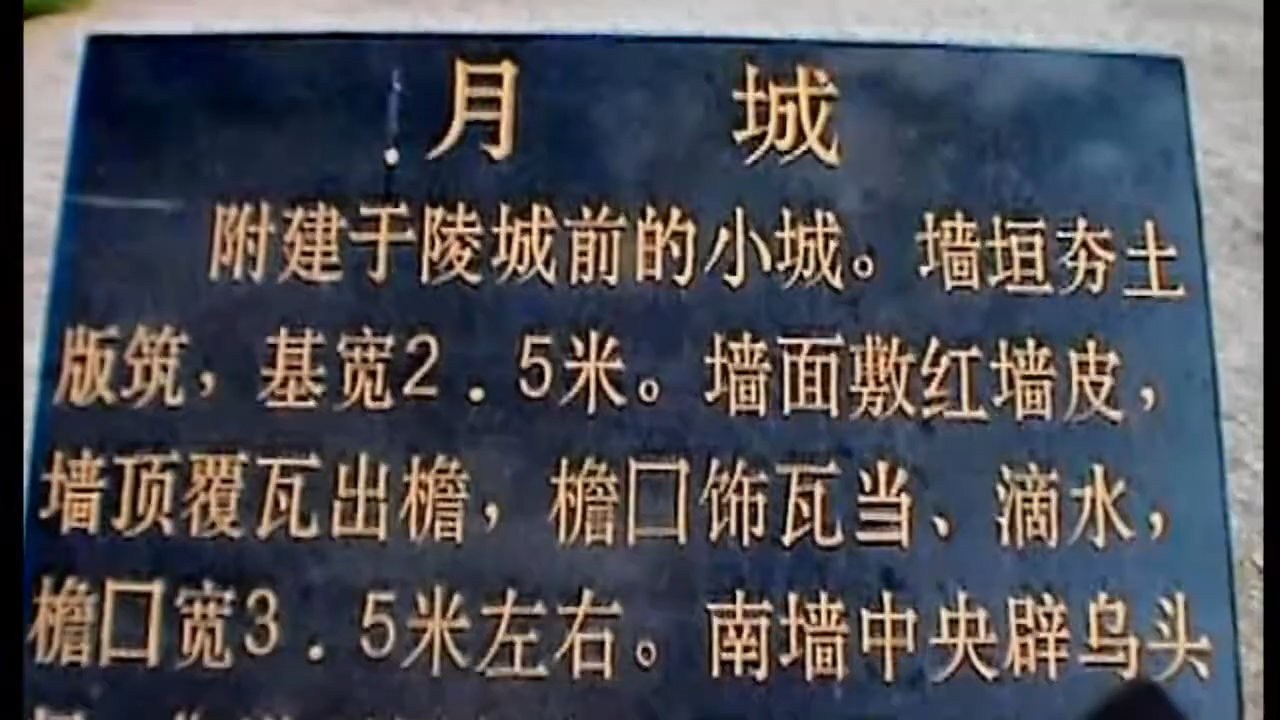 月 城
附建于陵城前的小城。墙垣夯土
版筑，基宽2.5米。墙面敷红墙皮，
墙顶覆瓦出檐，檐口饰瓦当、滴水，
檐口宽3.5米左右。南墙中央辟乌头